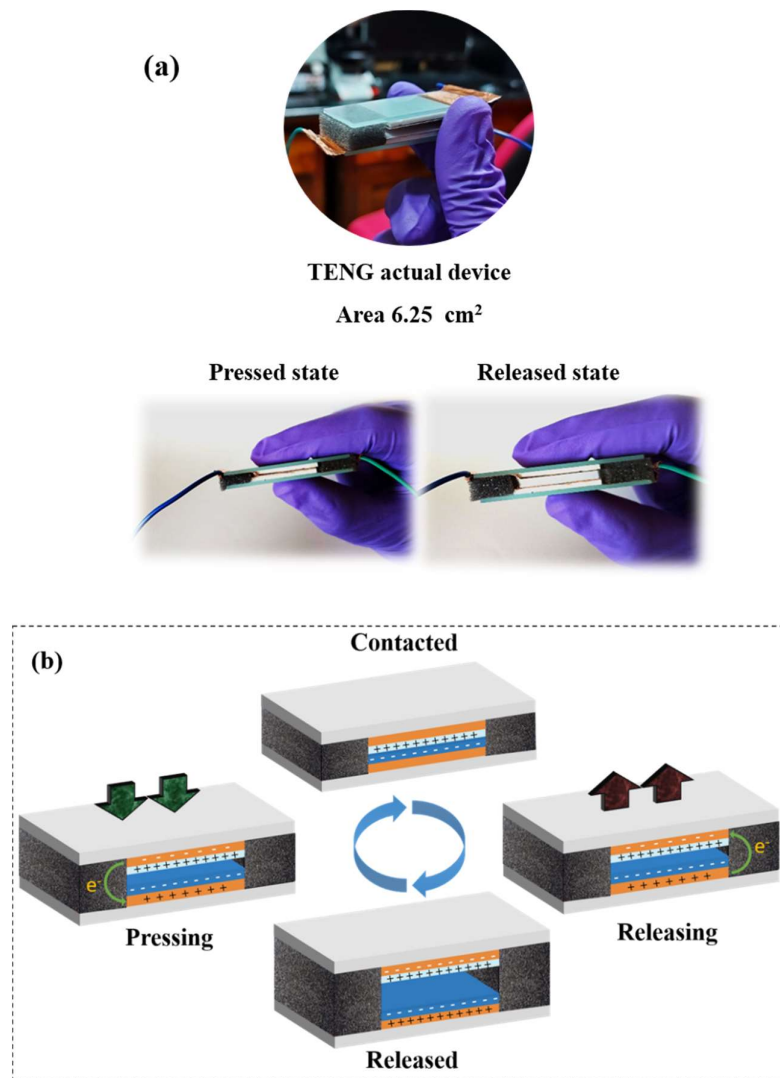 (a)
TENG actual device
Area 6.25 cm²
Pressed state
Released state
(b)
Contacted
e-
Pressing
e-
Releasing
Released